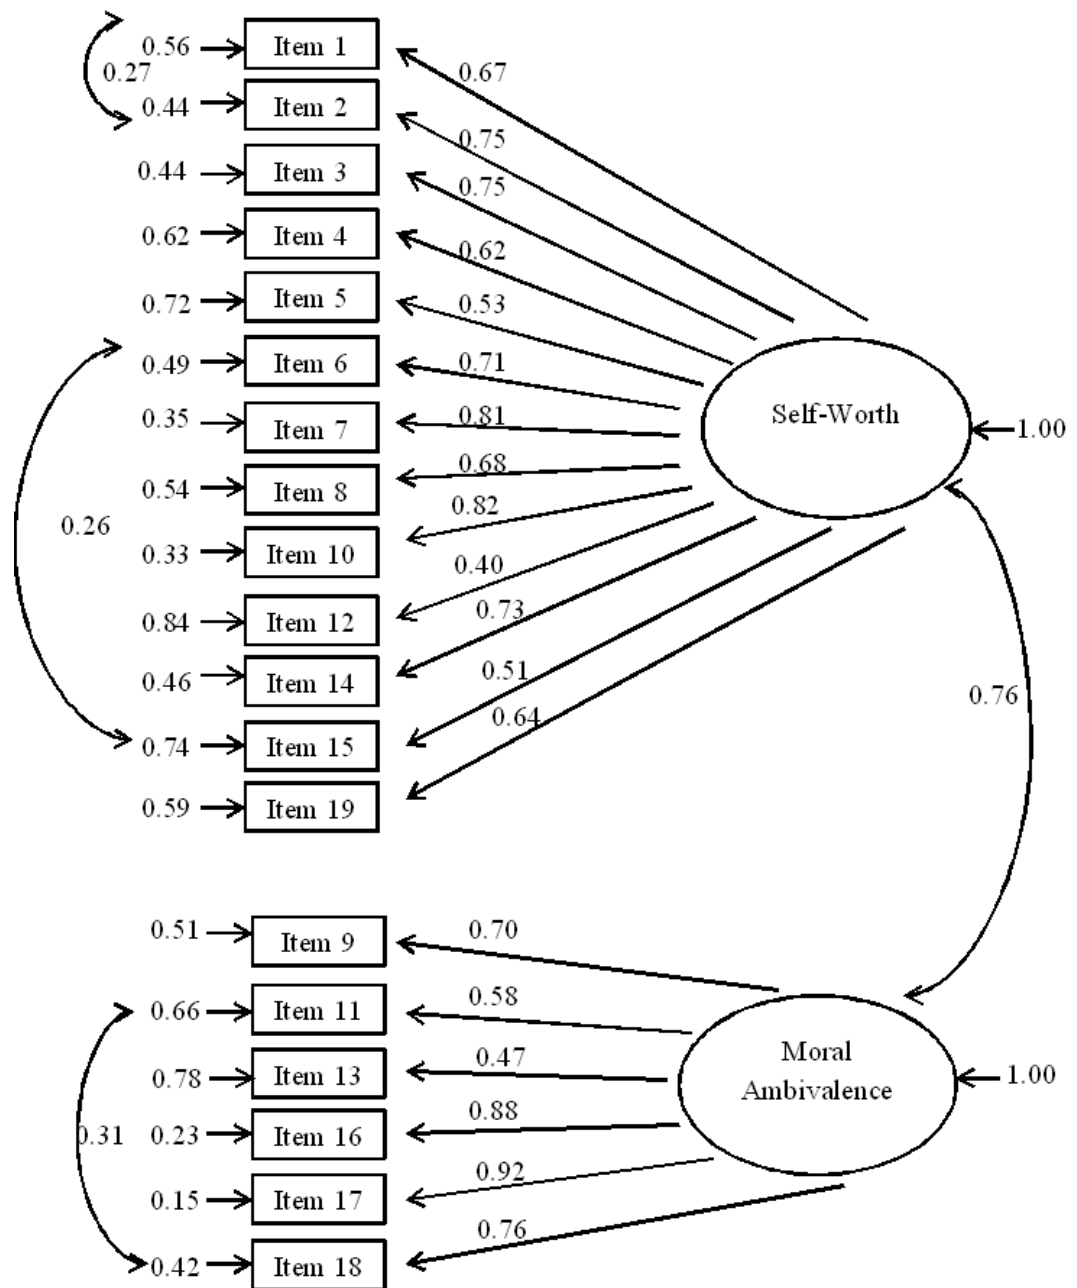 0.56 Item 1 0.67
0.27
0.44 Item 2 0.75
0.44 Item 3 0.75
0.62 Item 4 0.62
0.72 Item 5 0.53
0.49 Item 6 0.71
0.35 Item 7 0.81
Self-Worth 1.00
0.54 Item 8 0.68
0.26
0.33 Item 10 0.82
0.84 Item 12 0.40
0.46 Item 14 0.73
0.74 Item 15 0.51
0.59 Item 19 0.64
0.76
0.51 Item 9 0.70
0.66 Item 11 0.58
0.78 Item 13 0.47
Moral
Ambivalence
1.00
0.31 0.23 Item 16 0.88
0.15 Item 17 0.92
0.42 Item 18 0.76